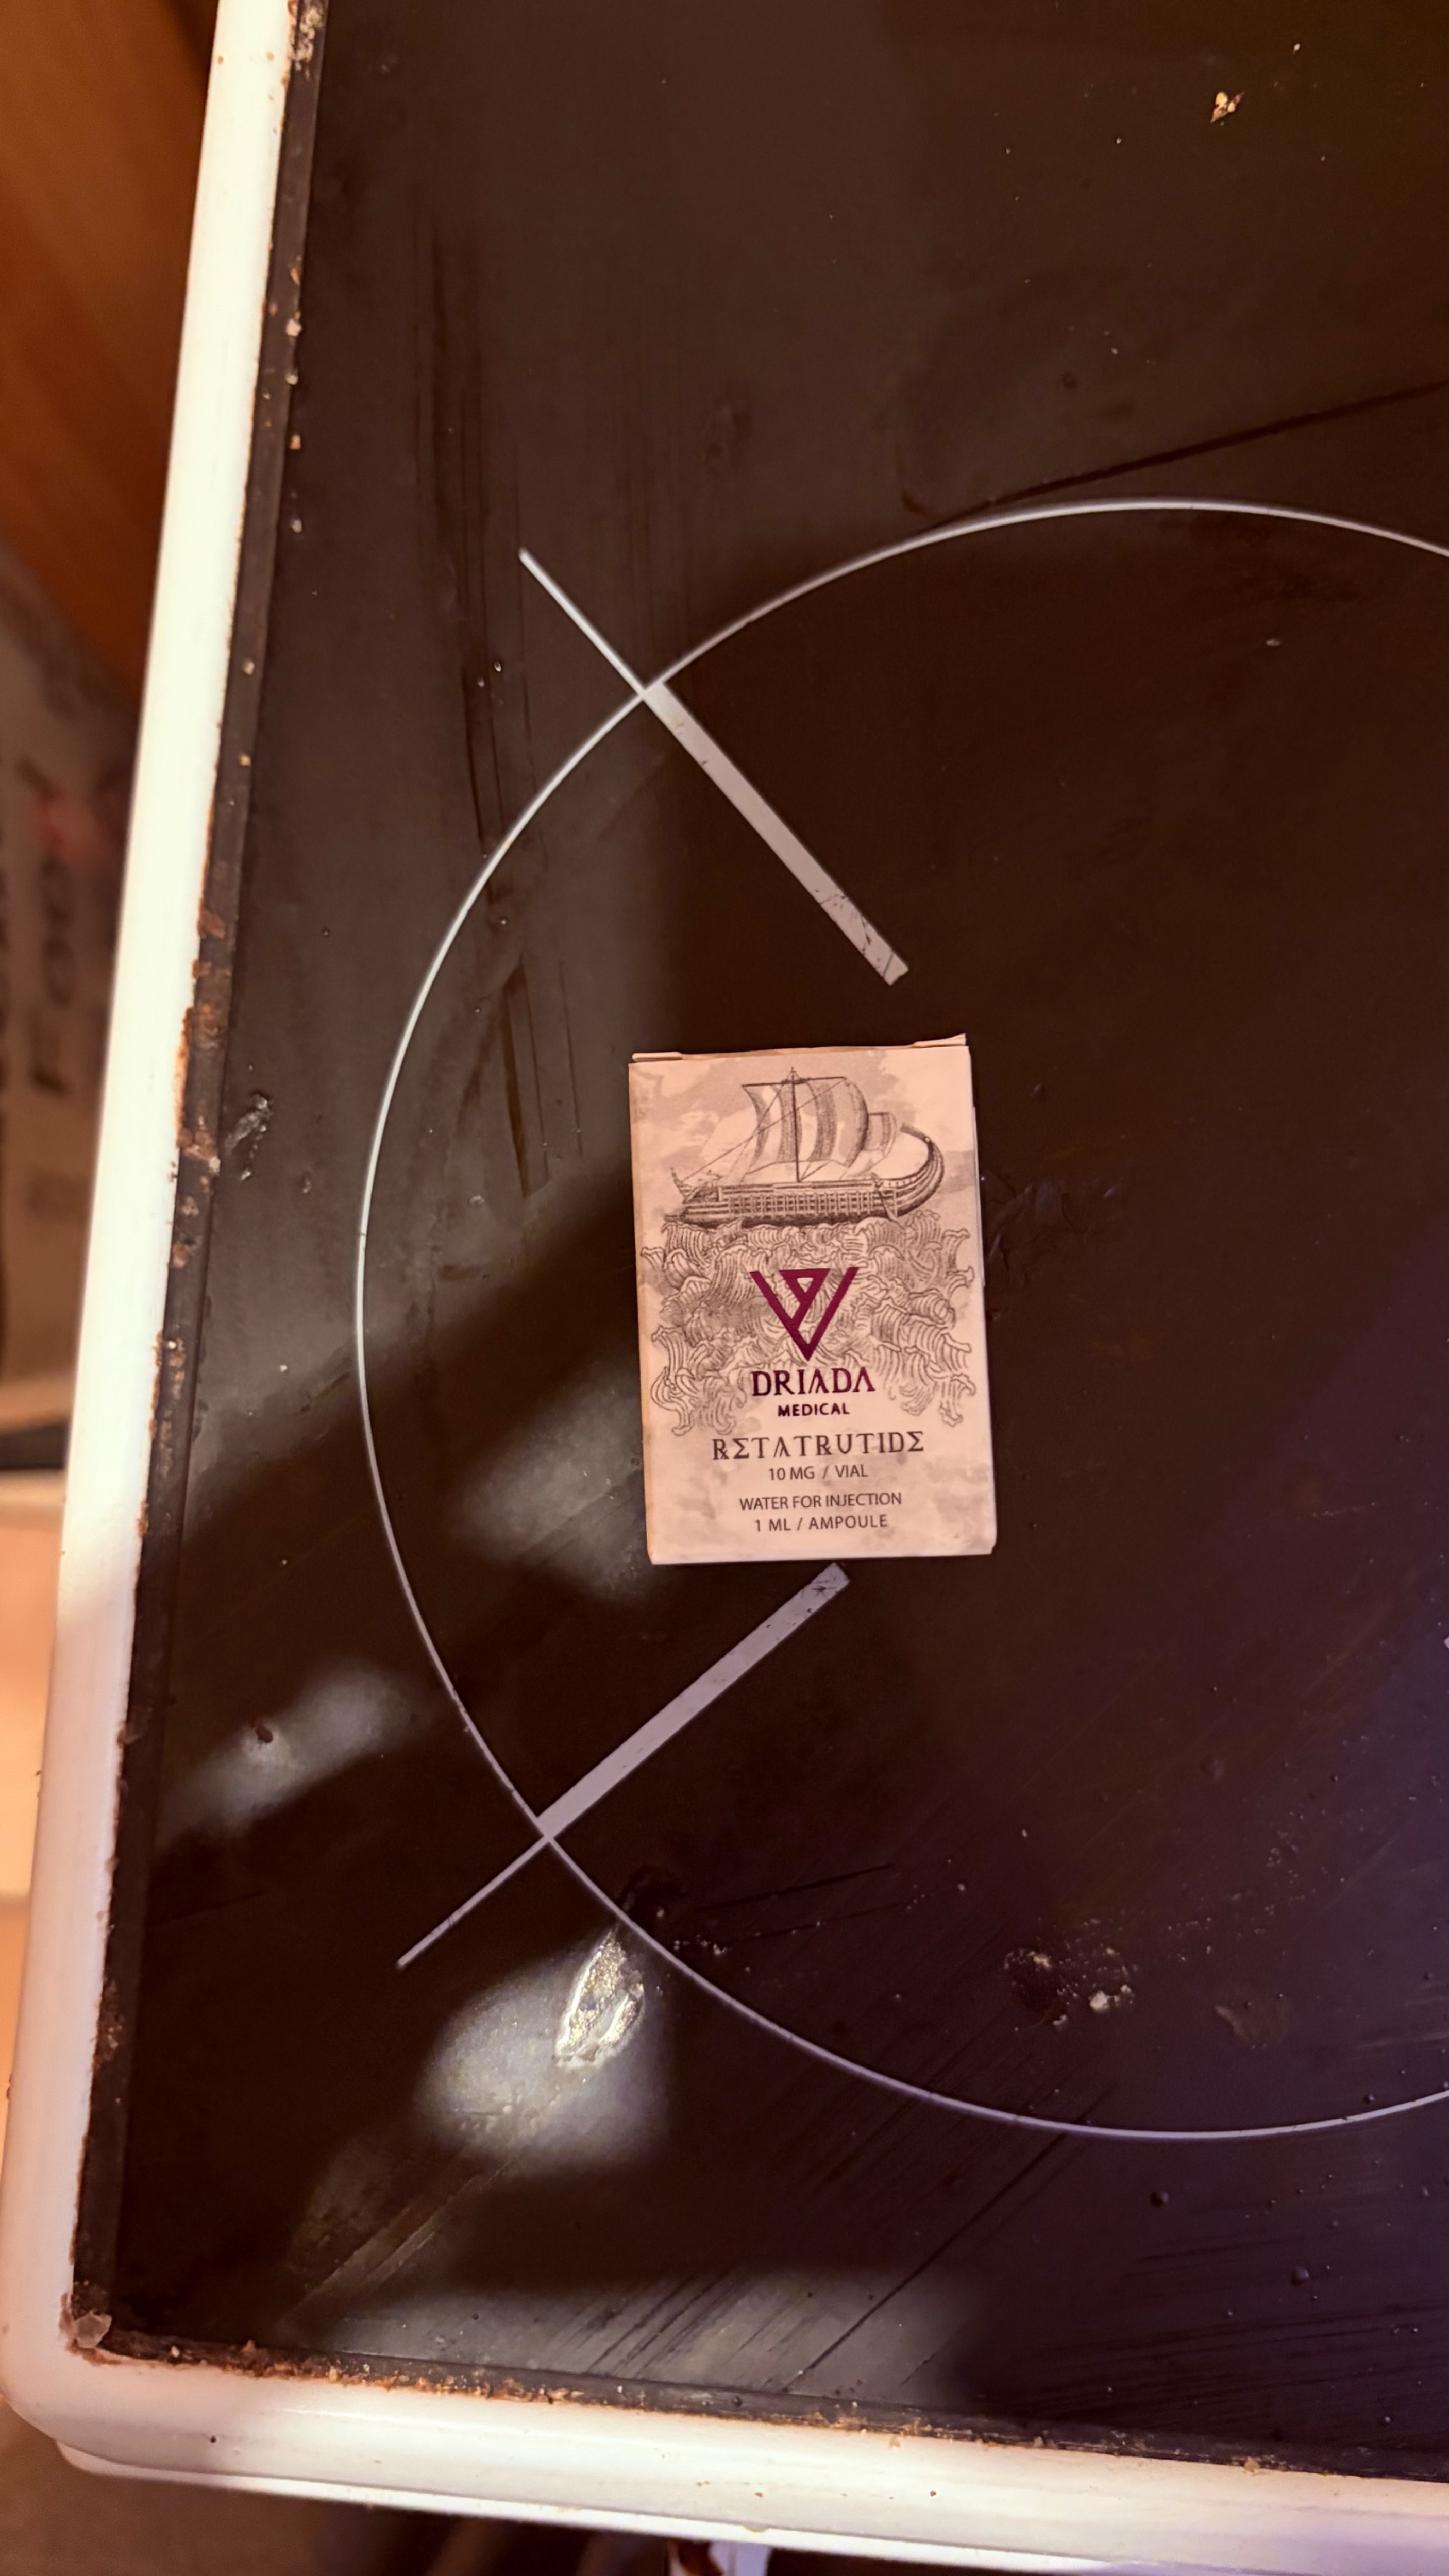 DRIADA
MEDICAL
RETATRUTIDE
10 MG / VIAL
WATER FOR INJECTION
1 ML / AMPOULE